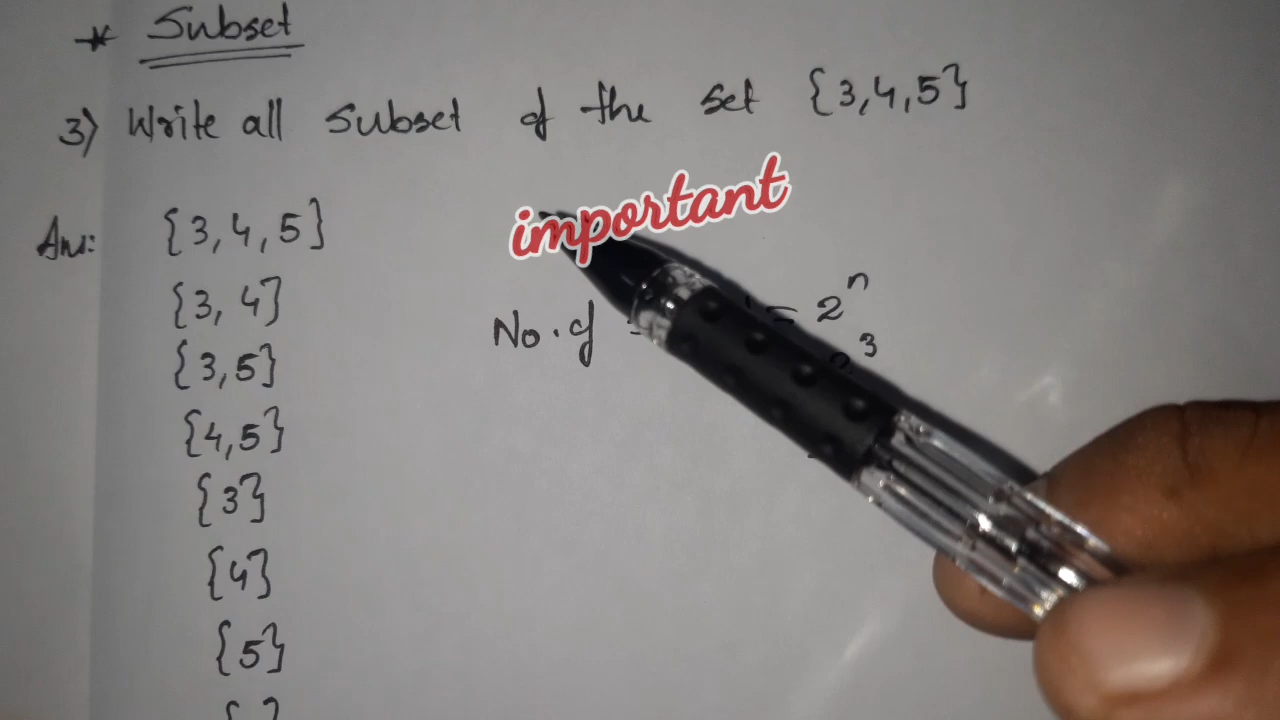 * Subset
3) Write all subset of the set {3,4,5}
important
Ans: {3,4,5}
{3, 4}
No. of = 2^n
{3,5}
3
{4,5}
{3}
{4}
{5}
{ }